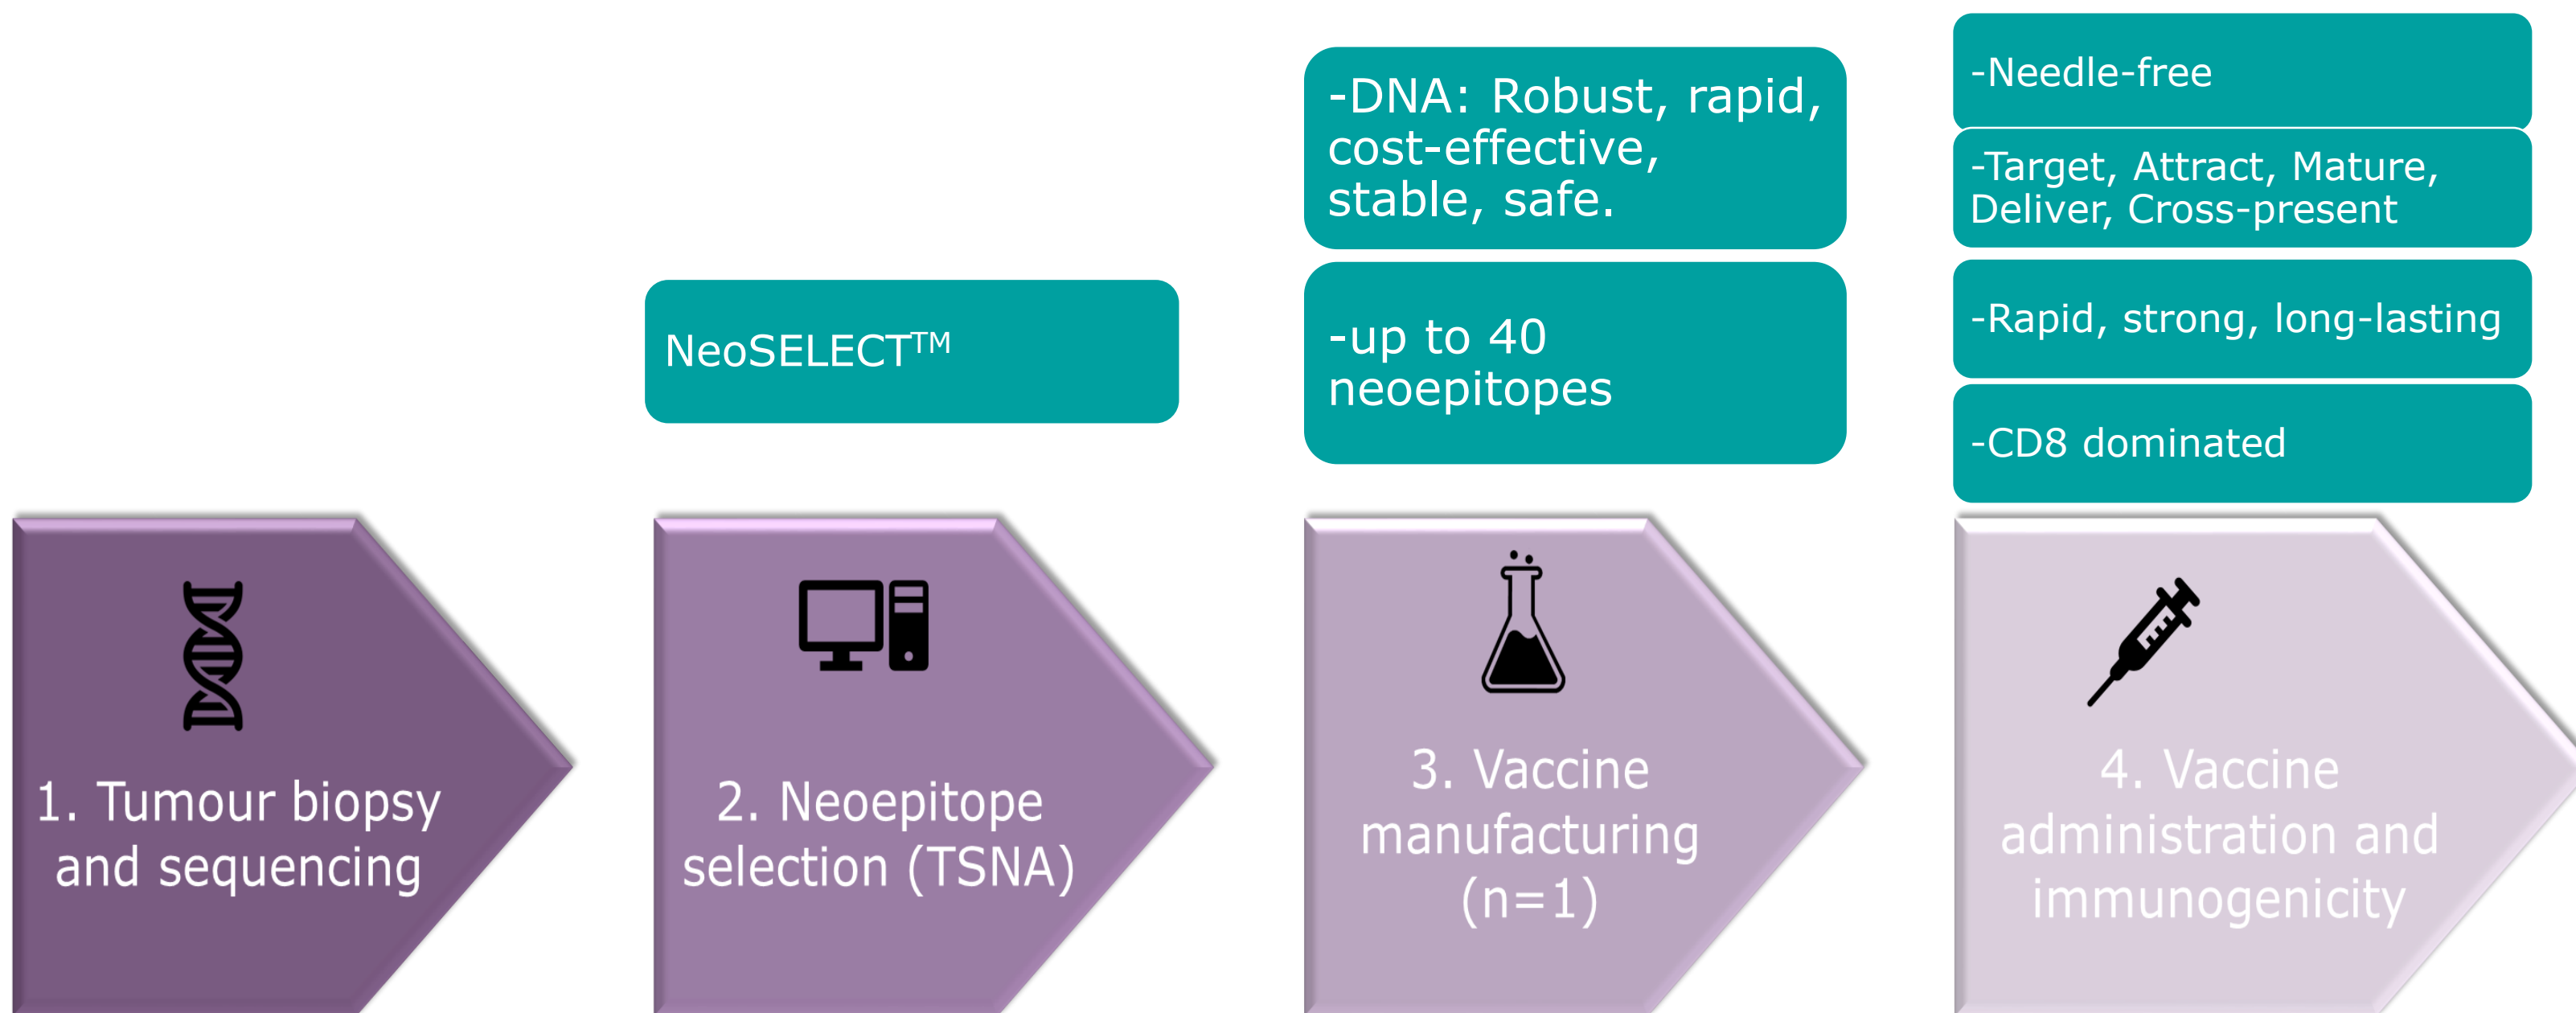 NeoSELECT™
-DNA: Robust, rapid,
cost-effective,
stable, safe.
-up to 40
neoepitopes
-Needle-free
-Target, Attract, Mature,
Deliver, Cross-present
-Rapid, strong, long-lasting
-CD8 dominated
1. Tumour biopsy
and sequencing
2. Neoepitope
selection (TSNA)
3. Vaccine
manufacturing
(n=1)
4. Vaccine
administration and
immunogenicity